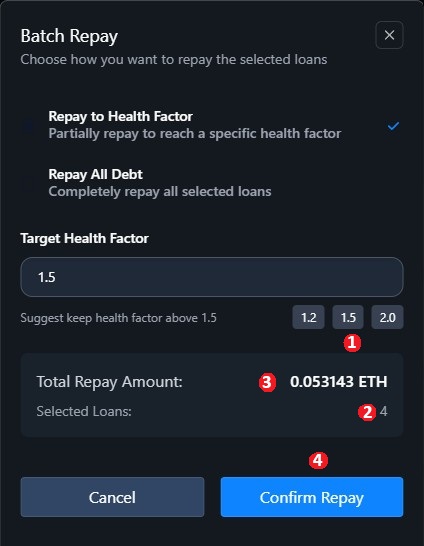 Batch Repay
Choose how you want to repay the selected loans
Repay to Health Factor
Partially repay to reach a specific health factor
Repay All Debt
Completely repay all selected loans
Target Health Factor
1.5
Suggest keep health factor above 1.5 1.2 1.5 2.0
1
Total Repay Amount: 3 0.053143 ETH
Selected Loans: 2 4
4
Cancel Confirm Repay